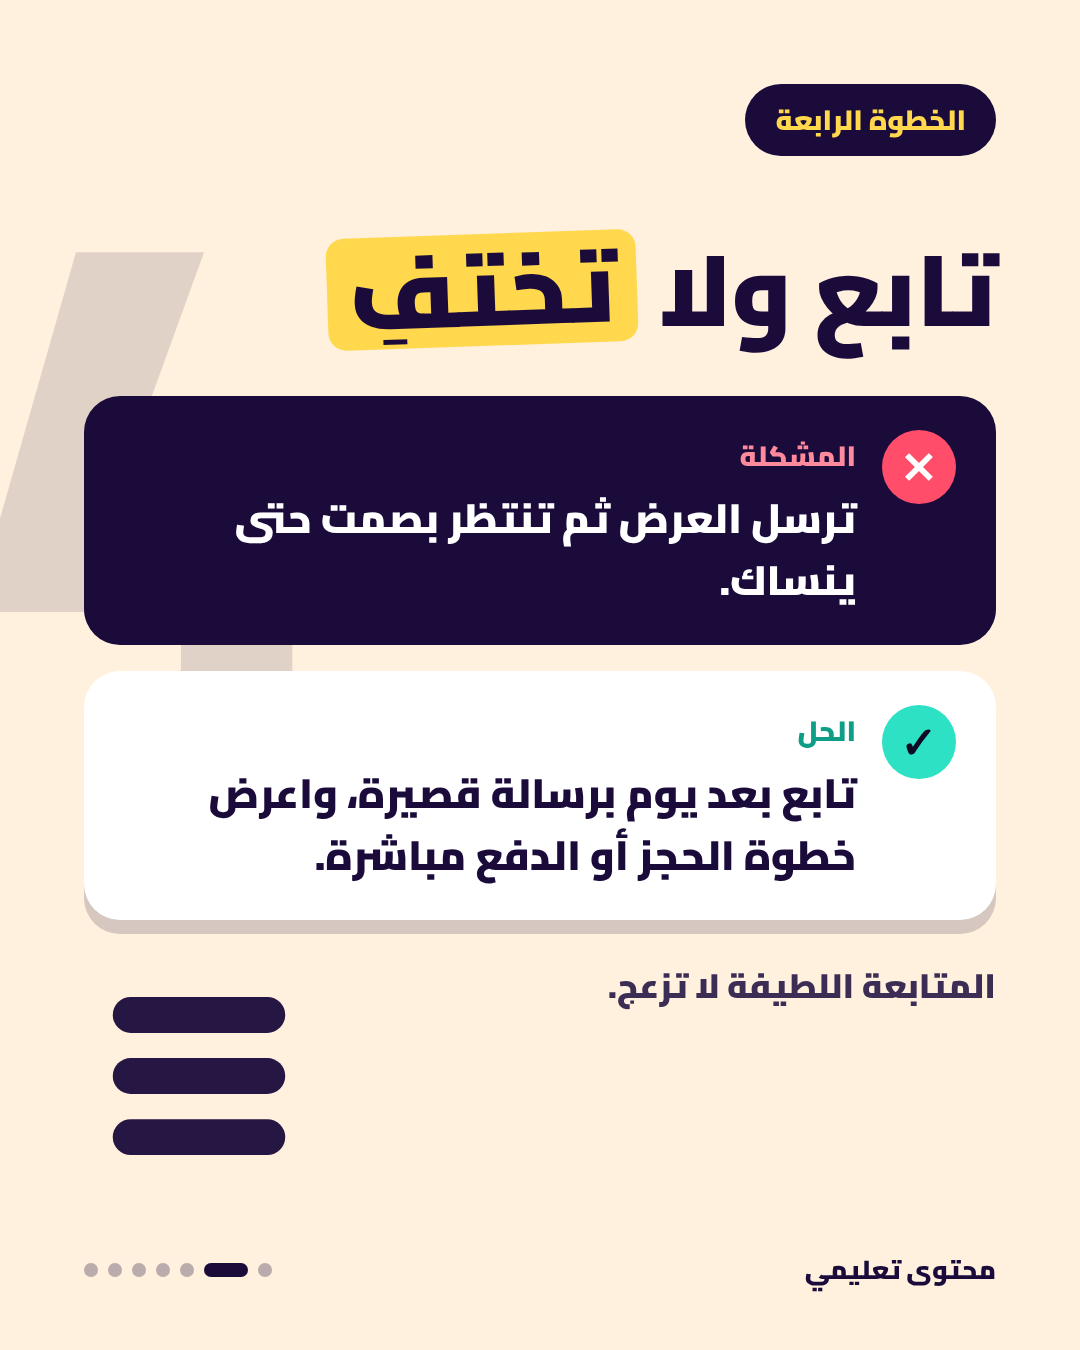 الخطوة الرابعة
تابع ولا تختفِ
المشكلة
ترسل العرض ثم تنتظر بصمت حتى
ينساك.
الحل
تابع بعد يوم برسالة قصيرة، واعرض
خطوة الحجز أو الدفع مباشرة.
المتابعة اللطيفة لا تزعج.
محتوى تعليمي